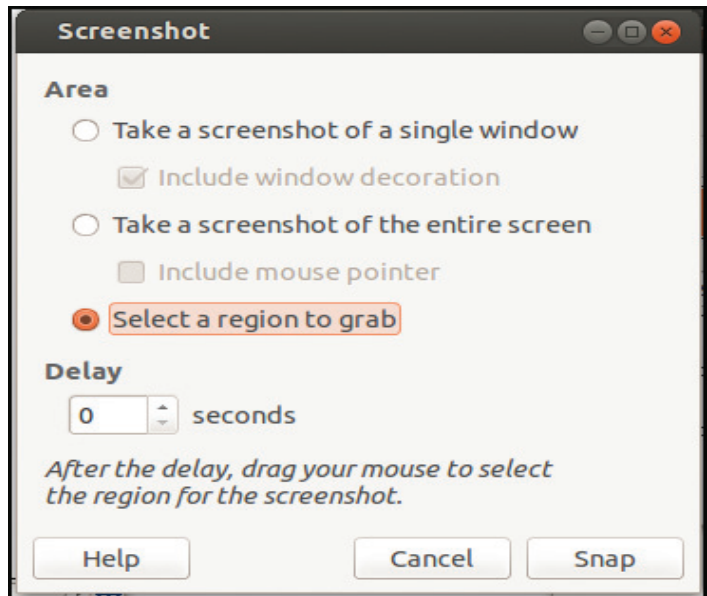 Screenshot
Area
Take a screenshot of a single window
Include window decoration
Take a screenshot of the entire screen
Include mouse pointer
Select a region to grab
Delay
0 seconds
After the delay, drag your mouse to select
the region for the screenshot.
Help Cancel Snap